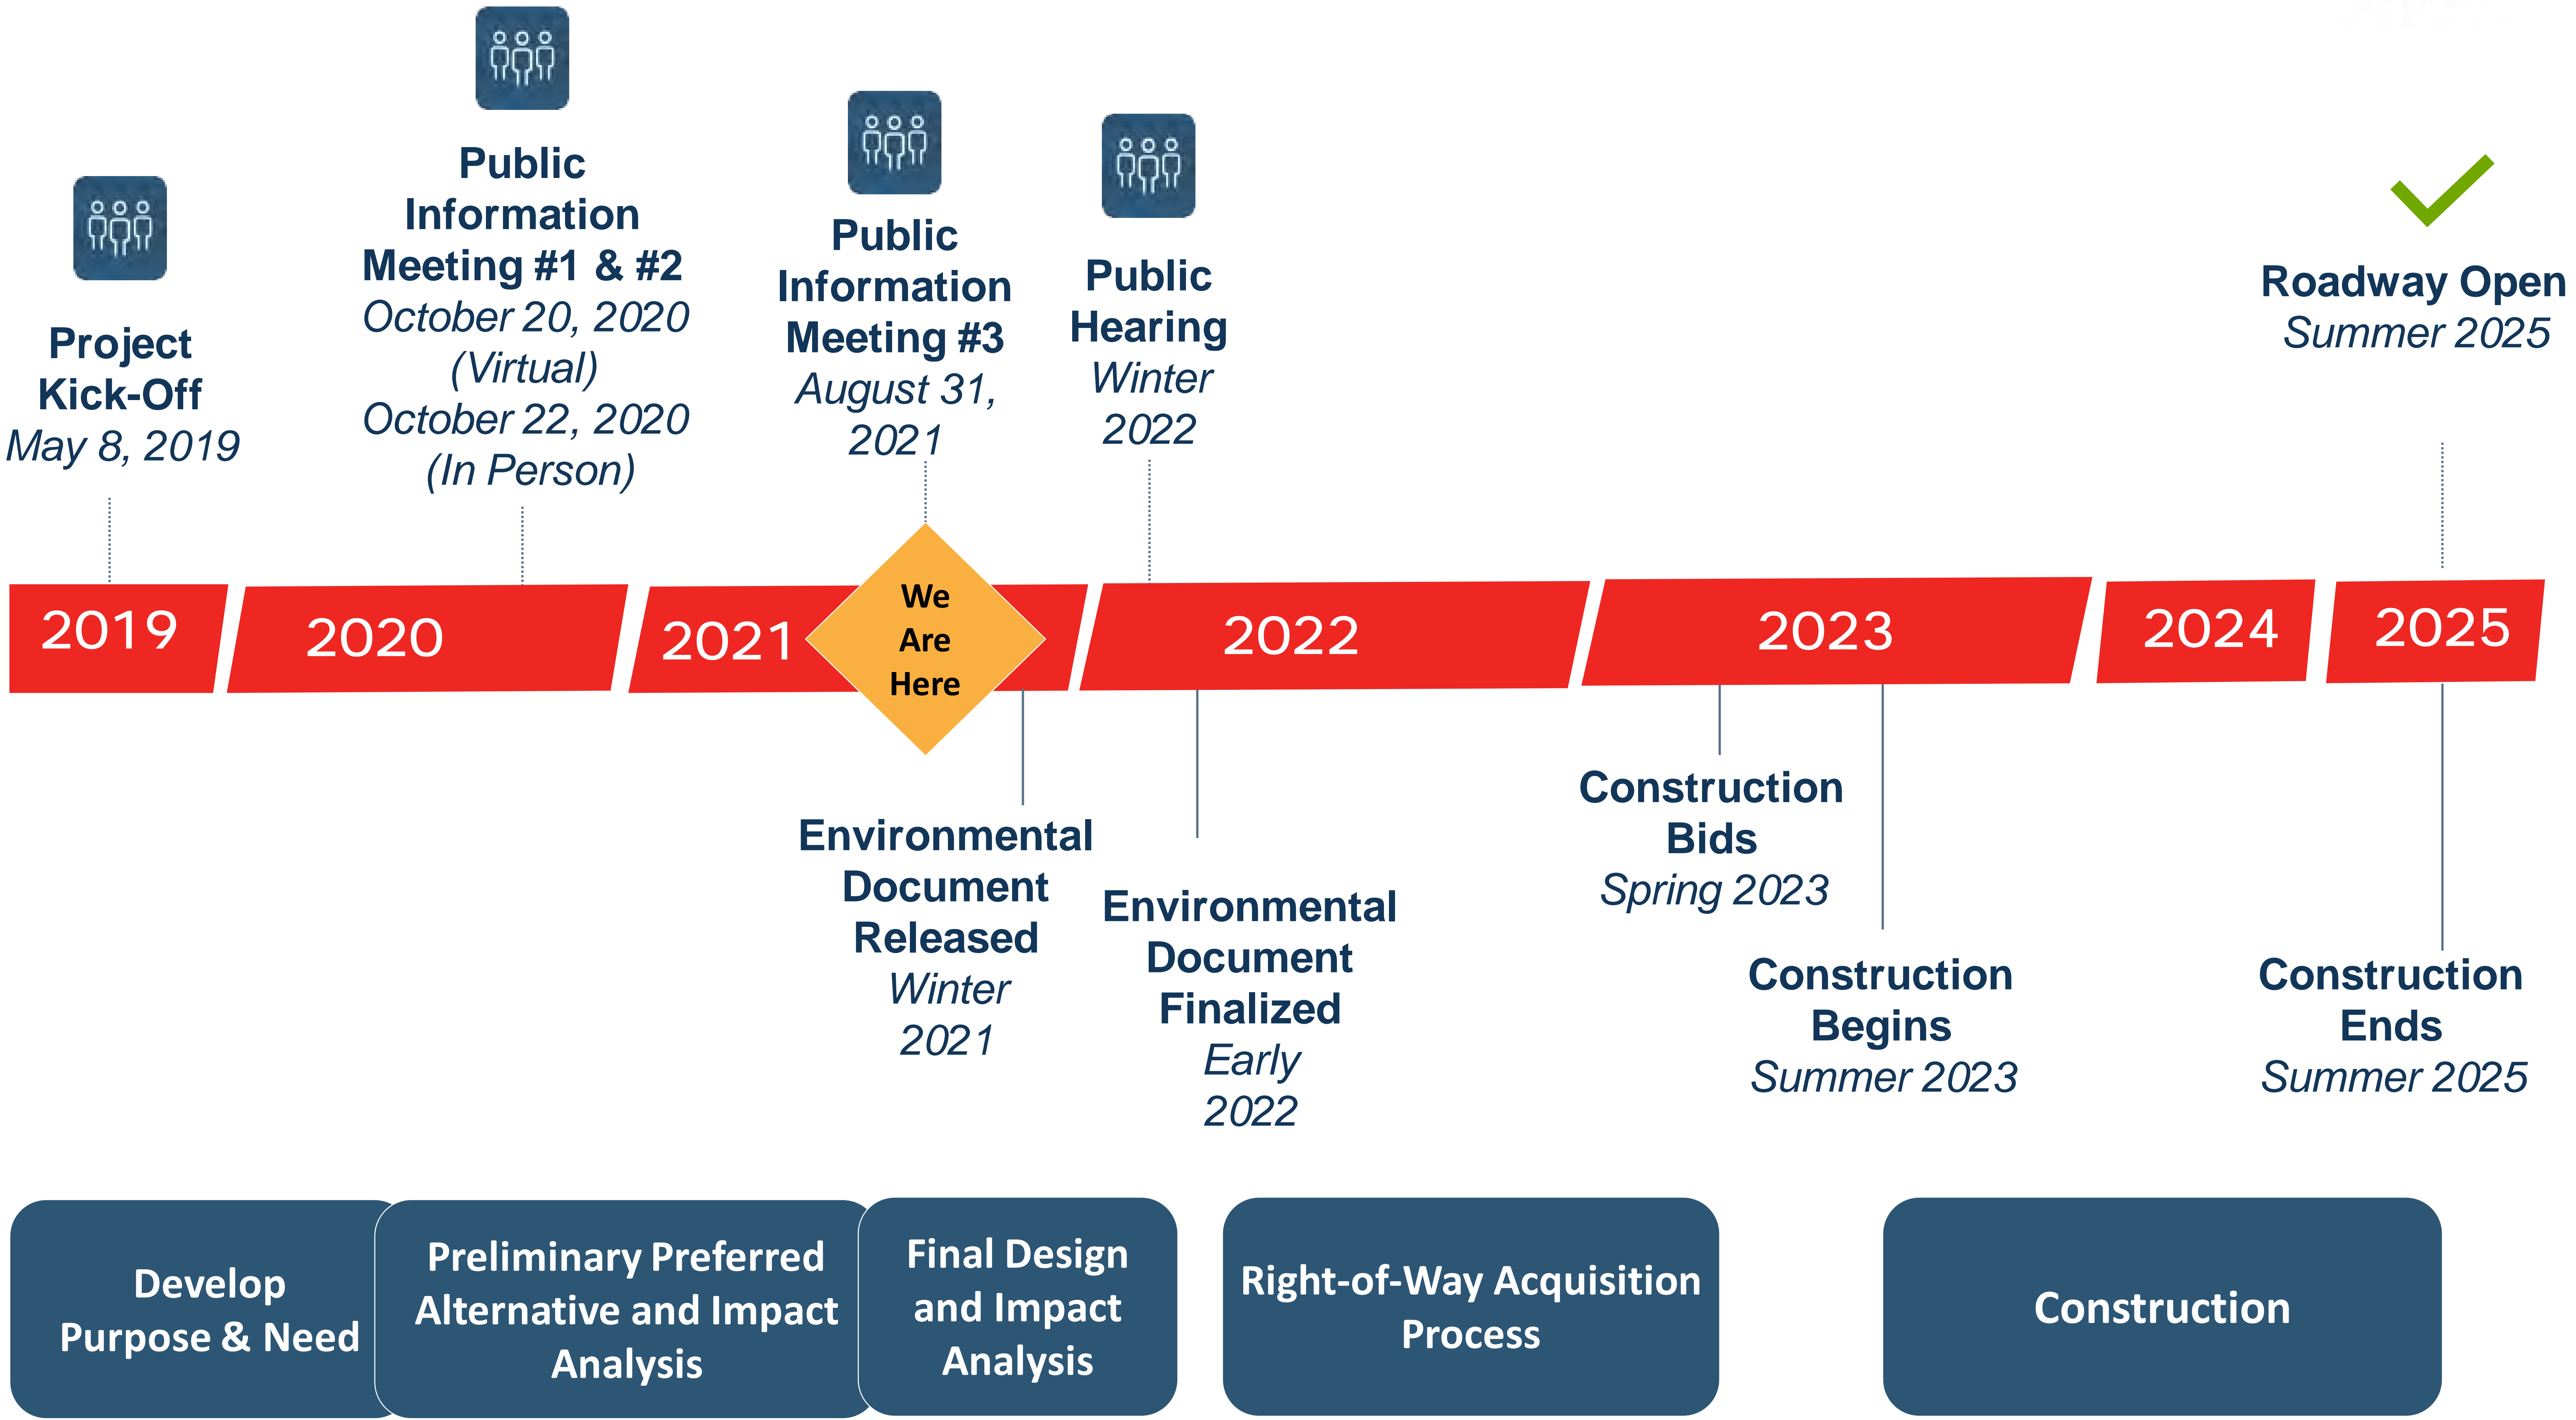 Project
Kick-Off
May 8, 2019
Public
Information
Meeting #1 & #2
October 20, 2020
(Virtual)
October 22, 2020
(In Person)
Public
Information
Meeting #3
August 31,
2021
Public
Hearing
Winter
2022
Roadway Open
Summer 2025
2019
2020
2021
We
Are
Here
2022
2023
2024
2025
Environmental
Document
Released
Winter
2021
Environmental
Document
Finalized
Early
2022
Construction
Bids
Spring 2023
Construction
Begins
Summer 2023
Construction
Ends
Summer 2025
Develop
Purpose & Need
Preliminary Preferred
Alternative and Impact
Analysis
Final Design
and Impact
Analysis
Right-of-Way Acquisition
Process
Construction